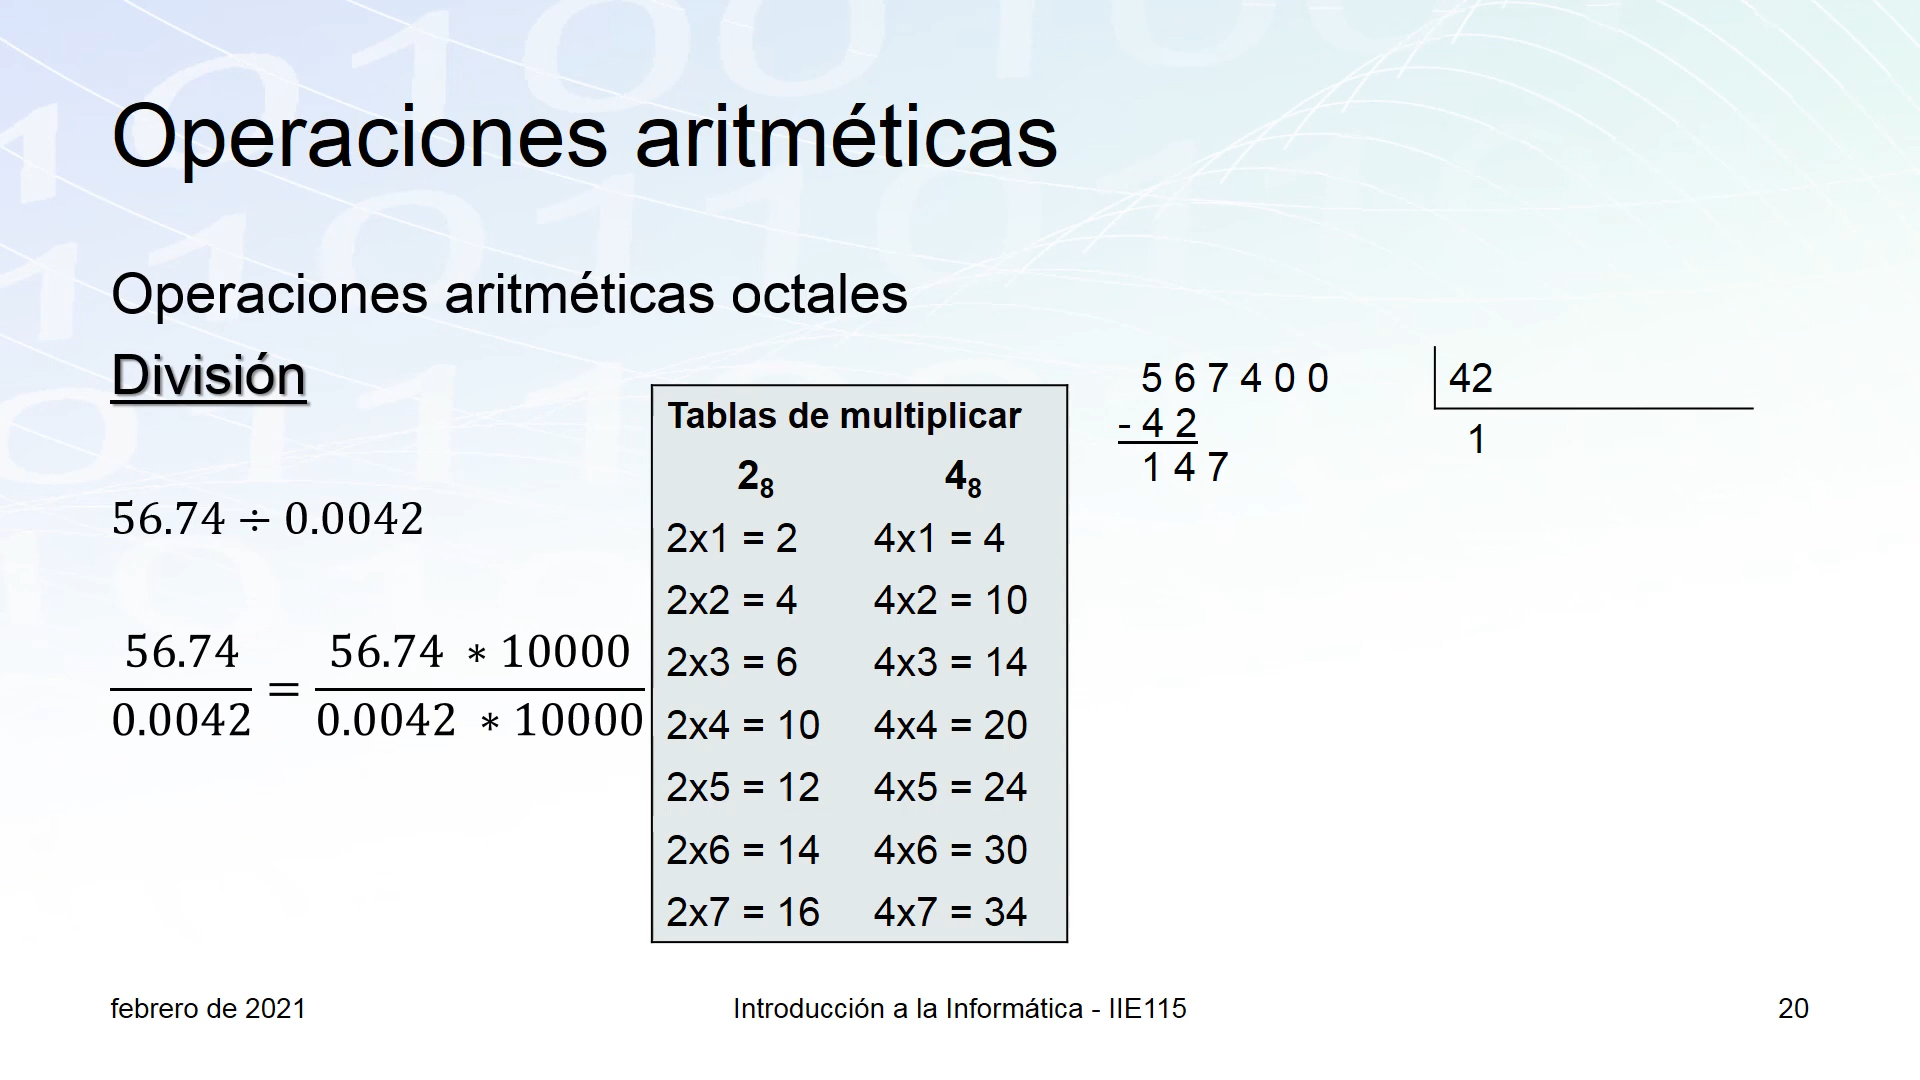 Operaciones aritméticas
Operaciones aritméticas octales
División
56.74 ÷ 0.0042
56.74 / 0.0042 = 56.74 * 10000 / 0.0042 * 10000
Tablas de multiplicar
2₈ 4₈
2x1 = 2 4x1 = 4
2x2 = 4 4x2 = 10
2x3 = 6 4x3 = 14
2x4 = 10 4x4 = 20
2x5 = 12 4x5 = 24
2x6 = 14 4x6 = 30
2x7 = 16 4x7 = 34
5 6 7 4 0 0 42
- 4 2 1
1 4 7
febrero de 2021
Introducción a la Informática - IIE115
20